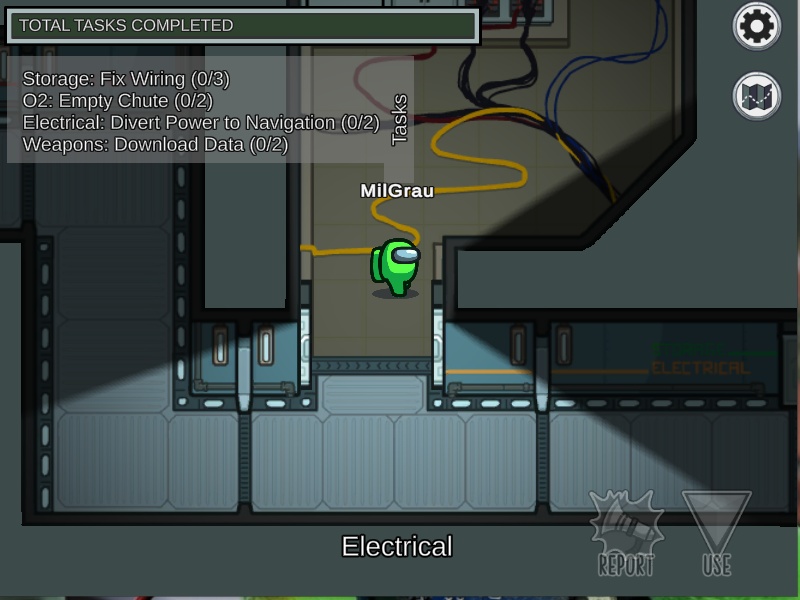 TOTAL TASKS COMPLETED
Storage: Fix Wiring (0/3)
O2: Empty Chute (0/2)
Electrical: Divert Power to Navigation (0/2)
Weapons: Download Data (0/2)
Tasks
MilGrau
ELECTRICAL
Electrical
REPORT
USE